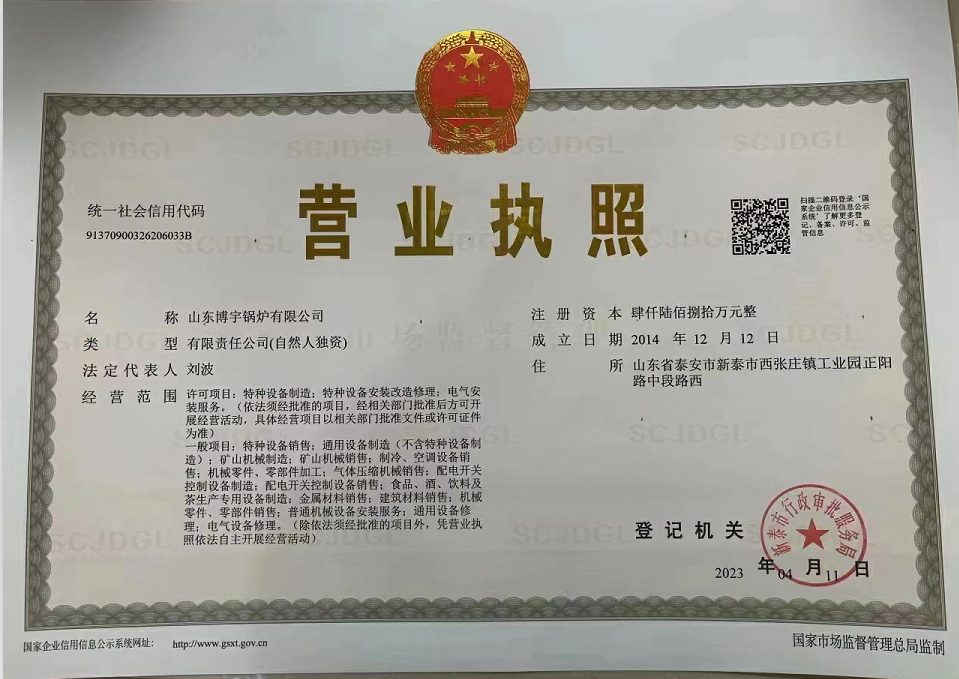 营业执照
统一社会信用代码
91370900326206033B
扫描二维码登录‘国
家企业信用信息公示
系统’了解更多登
记、备案、许可、监
管信息
名 称 山东博宇锅炉有限公司
类 型 有限责任公司(自然人独资)
法定代表人 刘波
经营范围 许可项目：特种设备制造；特种设备安装改造修理；电气安
装服务。（依法须经批准的项目，经相关部门批准后方可开
展经营活动，具体经营项目以相关部门批准文件或许可证件
为准）
一般项目：特种设备销售；通用设备制造（不含特种设备制
造）；矿山机械制造；矿山机械销售；制冷、空调设备销
售；机械零件、零部件加工；气体压缩机械销售；配电开关
控制设备制造；配电开关控制设备销售；食品、酒、饮料及
茶生产专用设备制造；金属材料销售；建筑材料销售；机械
零件、零部件销售；普通机械设备安装服务；通用设备修
理；电气设备修理。（除依法须经批准的项目外，凭营业执
照依法自主开展经营活动）
注册资本 肆仟陆佰捌拾万元整
成立日期 2014 年 12 月 12 日
住 所 山东省泰安市新泰市西张庄镇工业园正阳
路中段路西
登记机关
新泰市行政审批服务局
2023 年 04 月 11 日
国家企业信用信息公示系统网址： http://www.gsxt.gov.cn
国家市场监督管理总局监制
SCJDGL
市场监督管理